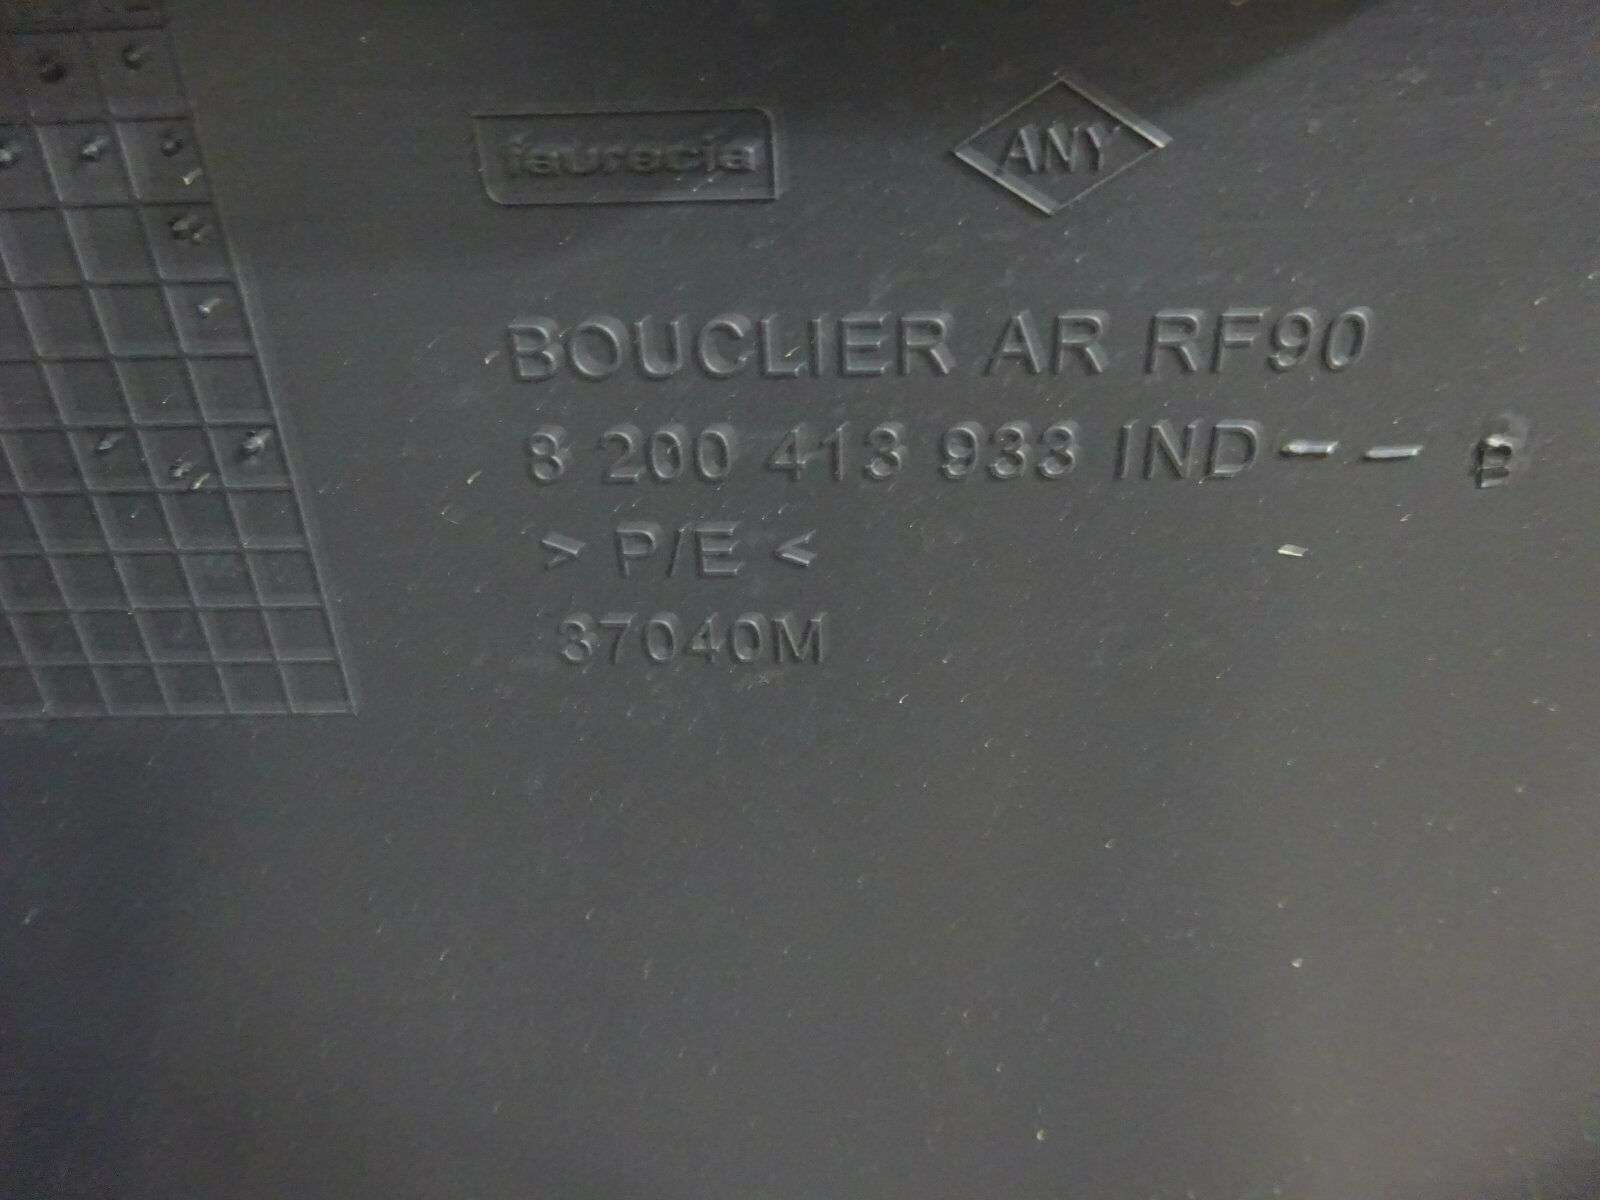 faurecia
ANY
BOUCLIER AR RF90
8 200 413 933 IND--
> P/E <
37040M